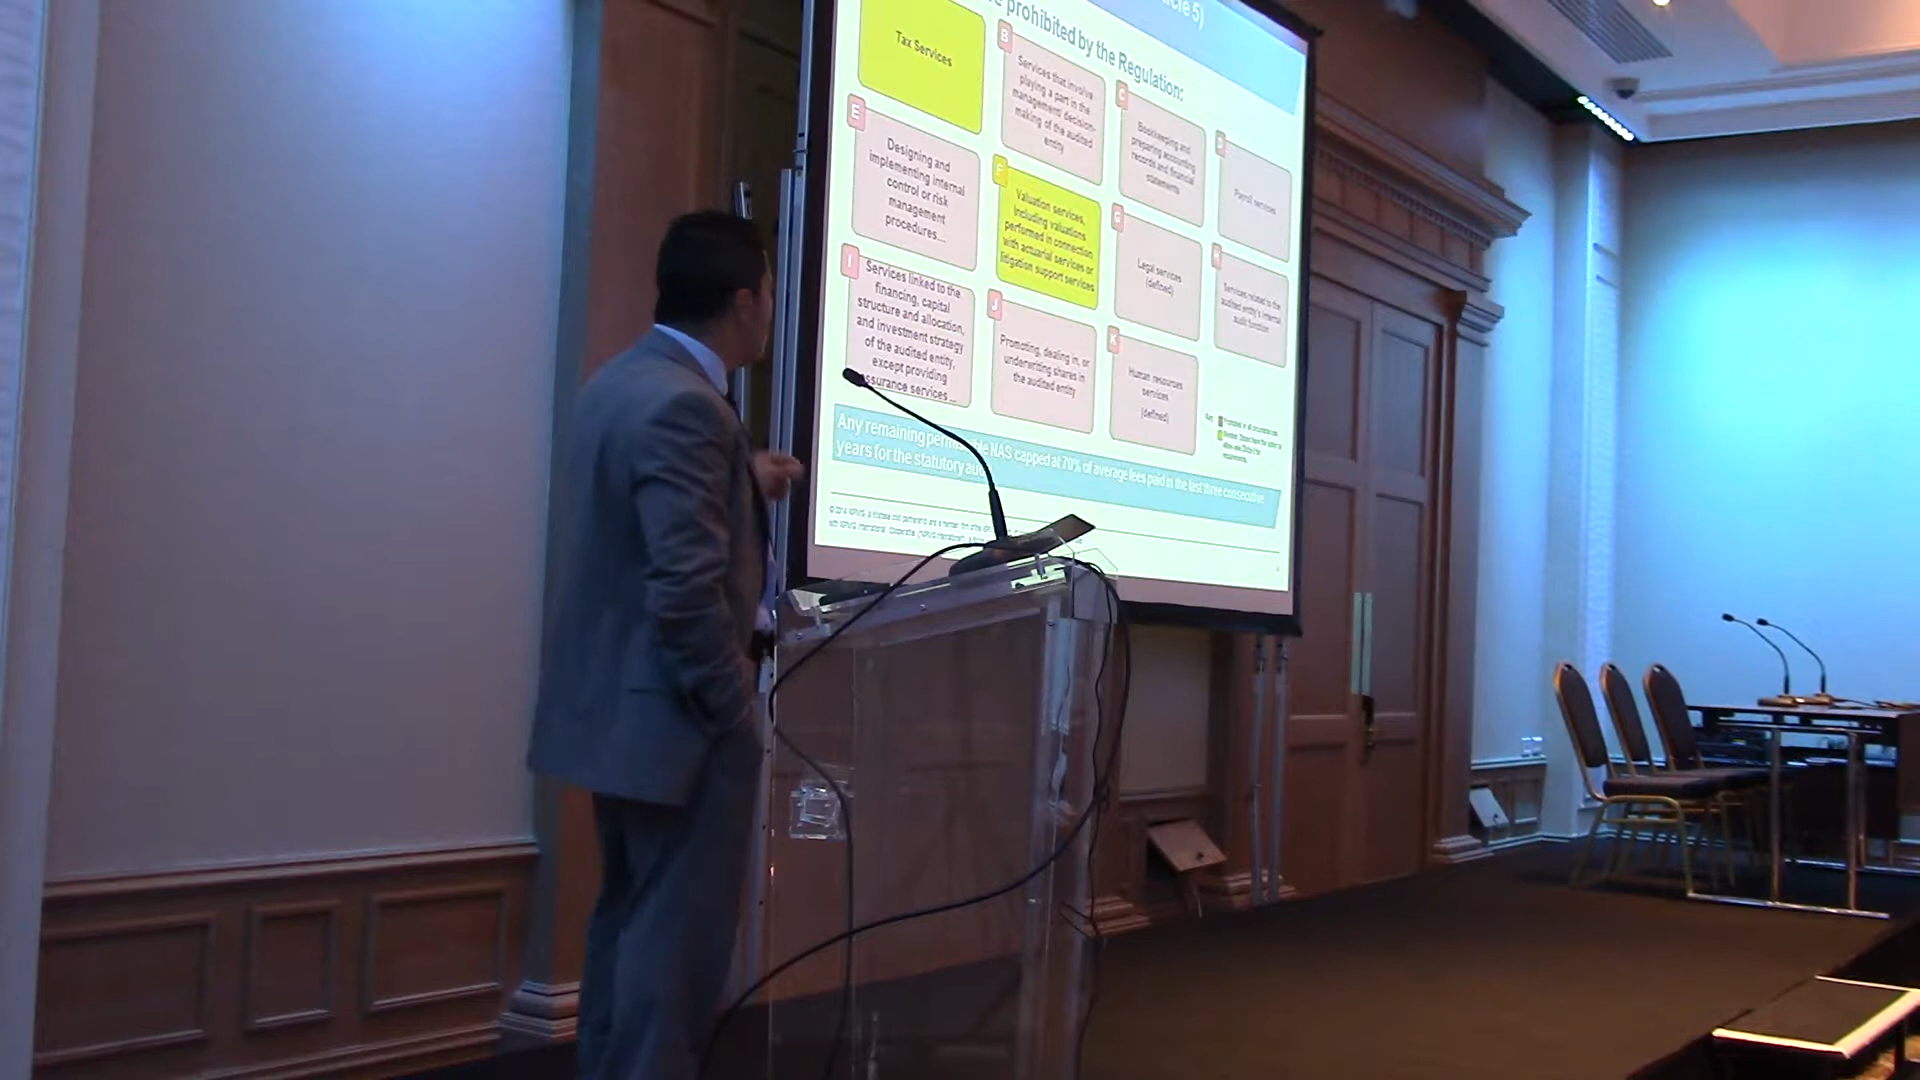 cle 5)
prohibited by the Regulation:
Tax Services
B
Services that involve
playing a part in the
management/ decision-
making of the audited
entity
C
Bookkeeping and
preparing accounting
records and financial
statements
D
Payroll services
E
Designing and
implementing internal
control or risk
management
procedures...
F
Valuation services,
including valuations
performed in connection
with actuarial services or
litigation support services
G
Legal services
(defined)
H
Services related to the
audited entity's internal
audit function
I
Services linked to the
financing, capital
structure and allocation,
and investment strategy
of the audited entity,
except providing
assurance services...
J
Promoting, dealing in, or
underwriting shares in
the audited entity
K
Human resources
services
(defined)
Key
Any remaining NAS capped at 70% of average fees paid in the last three consecutive
years for the statutory